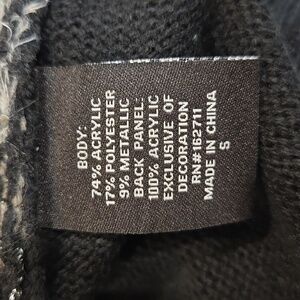 BODY:
74% ACRYLIC
17% POLYESTER
9% METALLIC
BACK PANEL:
100% ACRYLIC
EXCLUSIVE OF
DECORATION
RN#162711
MADE IN CHINA
S